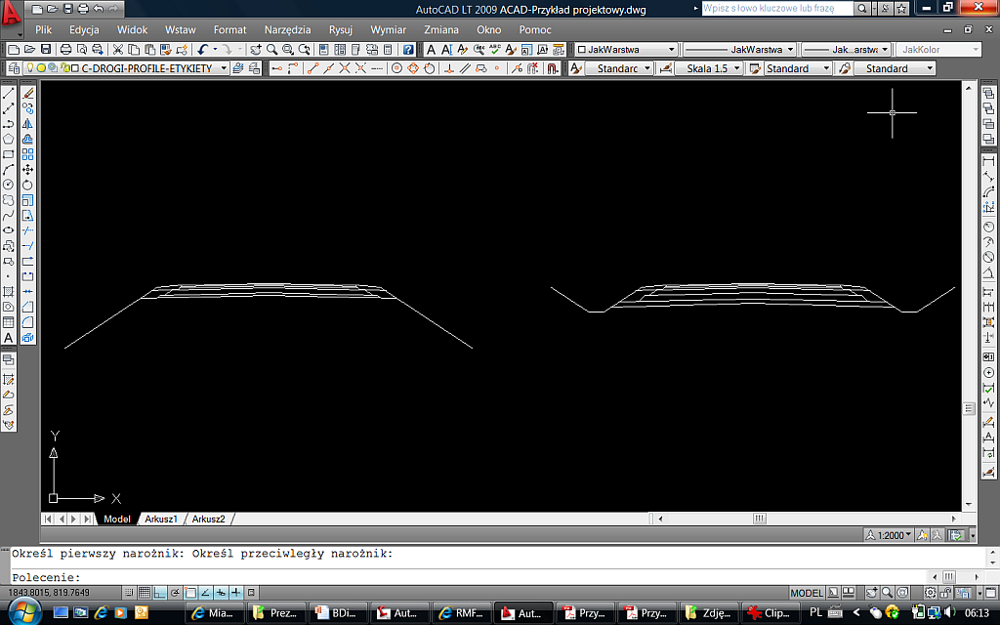 AutoCAD LT 2009 ACAD-Przykład projektowy.dwg
Wpisz słowo kluczowe lub frazę
Plik Edycja Widok Wstaw Format Narzędzia Rysuj Wymiar Zmiana Okno Pomoc
JakWarstwa JakWarstwa Jak...arstwa JakKolor
C-DROGI-PROFILE-ETYKIETY Standard Skala 1.5 Standard Standard
Y
X
Model Arkusz1 Arkusz2
1:2000
Określ pierwszy narożnik: Określ przeciwległy narożnik:
Polecenie:
1843.8015, 819.7649 MODEL
Mia... Prez... BDi... Aut... RMF... Aut... Przy... Przy... Zdję... Clip... PL 06:13